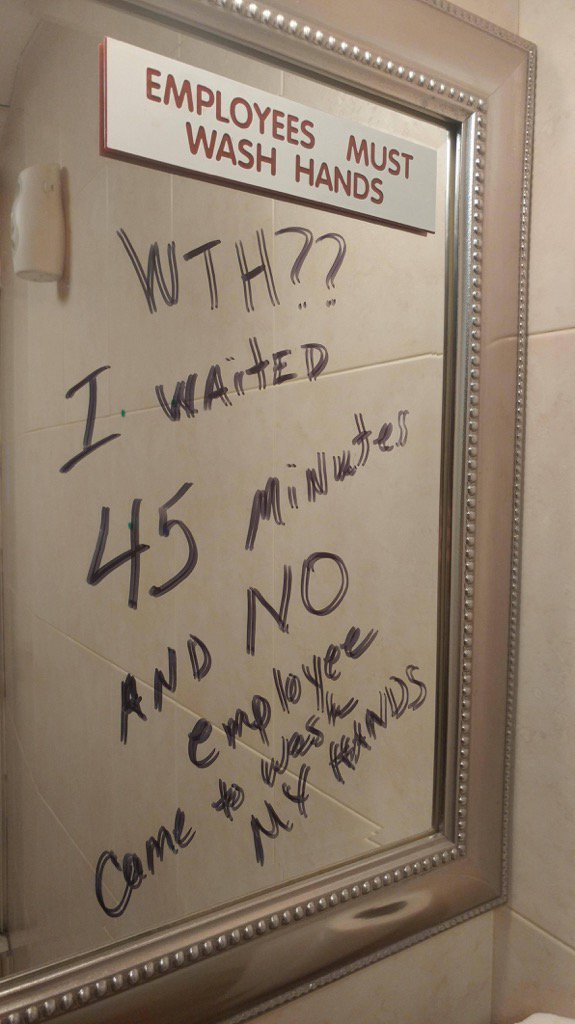 EMPLOYEES MUST
WASH HANDS
WTH??
I WAITED
45 MiNutes
AND NO
employee
Came to wash
MY HANDS